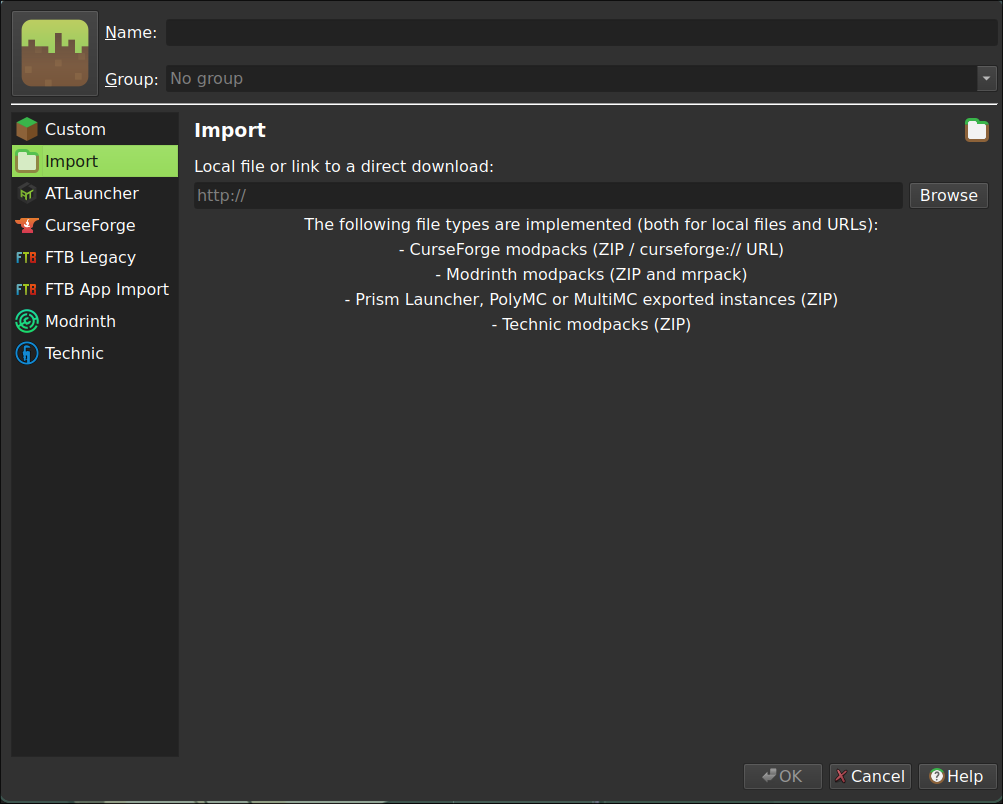 Name:
Group: No group
Custom
Import
ATLauncher
CurseForge
FTB Legacy
FTB App Import
Modrinth
Technic
Import
Local file or link to a direct download:
http:// Browse
The following file types are implemented (both for local files and URLs):
- CurseForge modpacks (ZIP / curseforge:// URL)
- Modrinth modpacks (ZIP and mrpack)
- Prism Launcher, PolyMC or MultiMC exported instances (ZIP)
- Technic modpacks (ZIP)
OK Cancel Help